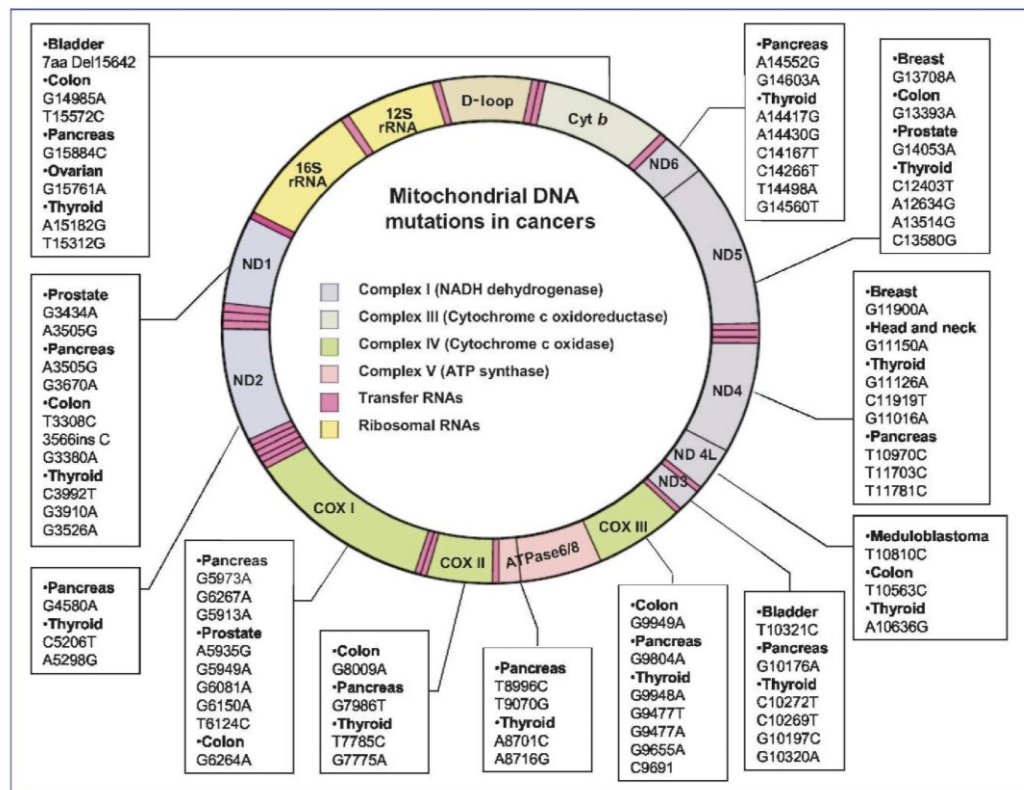 •Bladder
7aa Del15642
•Colon
G14985A
T15572C
•Pancreas
G15884C
•Ovarian
G15761A
•Thyroid
A15182G
T15312G
•Prostate
G3434A
A3505G
•Pancreas
A3505G
G3670A
•Colon
T3308C
3566ins C
G3380A
•Thyroid
C3992T
G3910A
G3526A
•Pancreas
G4580A
•Thyroid
C5206T
A5298G
•Pancreas
G5973A
G6267A
G5913A
•Prostate
A5935G
G5949A
G6081A
G6150A
T6124C
•Colon
G6264A
•Colon
G8009A
•Pancreas
G7986T
•Thyroid
T7785C
G7775A
•Pancreas
T8996C
T9070G
•Thyroid
A8701C
A8716G
•Colon
G9949A
•Pancreas
G9804A
•Thyroid
G9948A
G9477T
G9477A
G9655A
C9691
•Bladder
T10321C
•Pancreas
G10176A
•Thyroid
C10272T
C10269T
G10197C
G10320A
•Meduloblastoma
T10810C
•Colon
T10563C
•Thyroid
A10636G
•Breast
G11900A
•Head and neck
G11150A
•Thyroid
G11126A
C11919T
G11016A
•Pancreas
T10970C
T11703C
T11781C
•Breast
G13708A
•Colon
G13393A
•Prostate
G14053A
•Thyroid
C12403T
A12634G
A13514G
C13580G
•Pancreas
A14552G
G14603A
•Thyroid
A14417G
A14430G
C14167T
C14266T
T14498A
G14560T
D-loop
Cyt b
ND6
ND5
ND4
ND 4L
ND3
COX III
ATPase6/8
COX II
COX I
ND2
ND1
16S
rRNA
12S
rRNA
Mitochondrial DNA
mutations in cancers
Complex I (NADH dehydrogenase)
Complex III (Cytochrome c oxidoreductase)
Complex IV (Cytochrome c oxidase)
Complex V (ATP synthase)
Transfer RNAs
Ribosomal RNAs